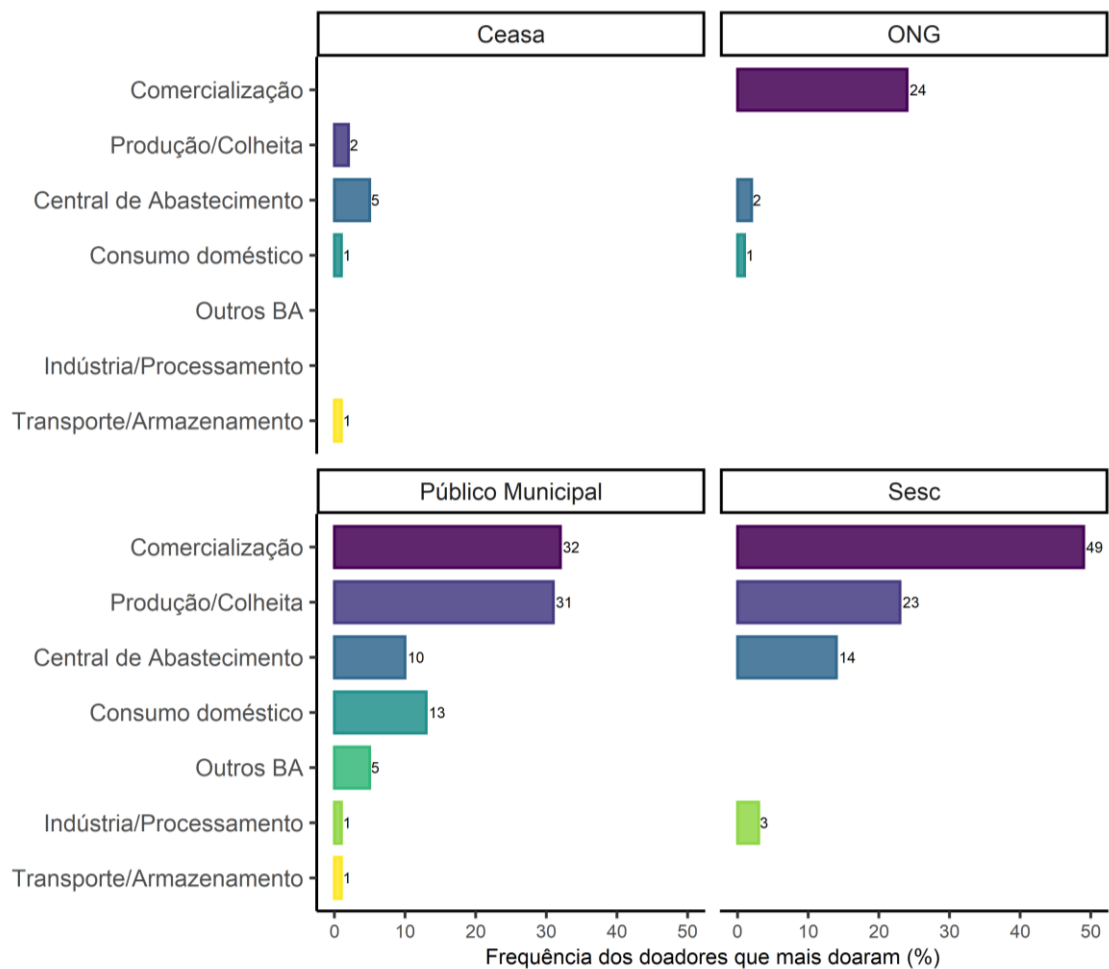 Ceasa
ONG
Comercialização
24
Produção/Colheita
2
Central de Abastecimento
5
2
Consumo doméstico
1
1
Outros BA
Indústria/Processamento
Transporte/Armazenamento
1
Público Municipal
Sesc
Comercialização
32
49
Produção/Colheita
31
23
Central de Abastecimento
10
14
Consumo doméstico
13
Outros BA
5
Indústria/Processamento
1
3
Transporte/Armazenamento
1
0 10 20 30 40 50
0 10 20 30 40 50
Frequência dos doadores que mais doaram (%)